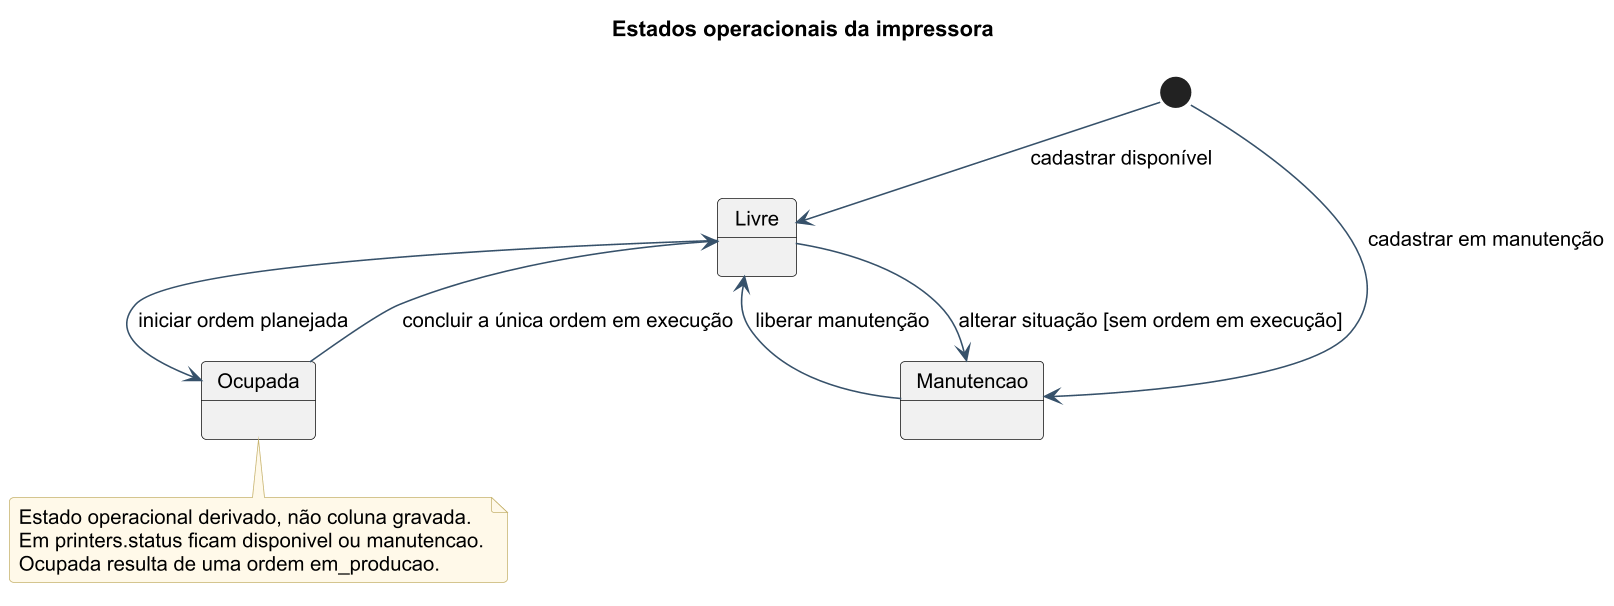 Estados operacionais da impressora
cadastrar disponível
Livre
cadastrar em manutenção
iniciar ordem planejada
concluir a única ordem em execução
liberar manutenção
alterar situação [sem ordem em execução]
Ocupada
Manutencao
Estado operacional derivado, não coluna gravada.
Em printers.status ficam disponivel ou manutencao.
Ocupada resulta de uma ordem em_producao.